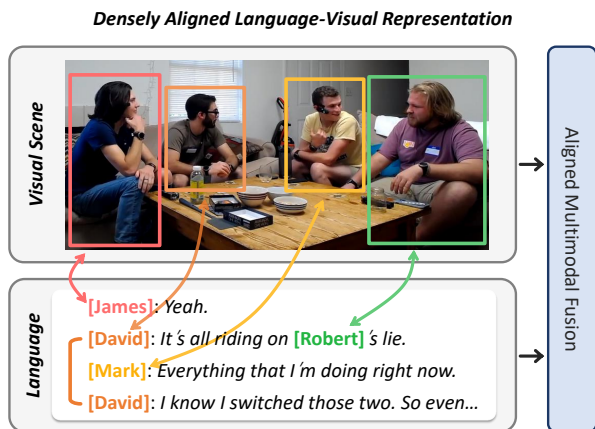 Densely Aligned Language-Visual Representation
Visual Scene
Aligned Multimodal Fusion
Language
[James]: Yeah.
[David]: It´s all riding on [Robert]´s lie.
[Mark]: Everything that I´m doing right now.
[David]: I know I switched those two. So even…